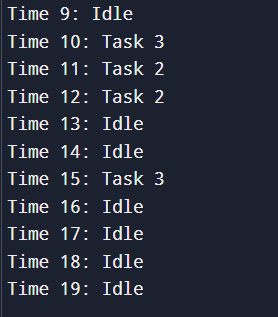 Time 9: Idle
Time 10: Task 3
Time 11: Task 2
Time 12: Task 2
Time 13: Idle
Time 14: Idle
Time 15: Task 3
Time 16: Idle
Time 17: Idle
Time 18: Idle
Time 19: Idle